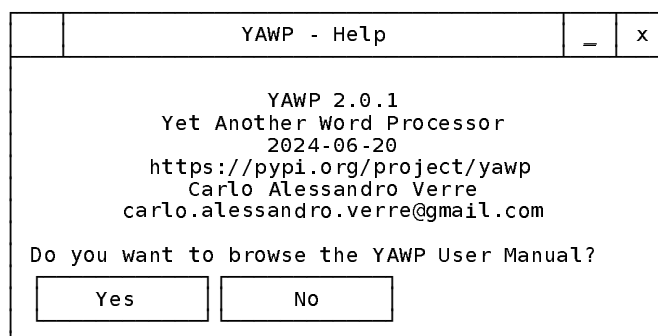 YAWP - Help _ x
YAWP 2.0.1
Yet Another Word Processor
2024-06-20
https://pypi.org/project/yawp
Carlo Alessandro Verre
carlo.alessandro.verre@gmail.com
Do you want to browse the YAWP User Manual?
Yes No